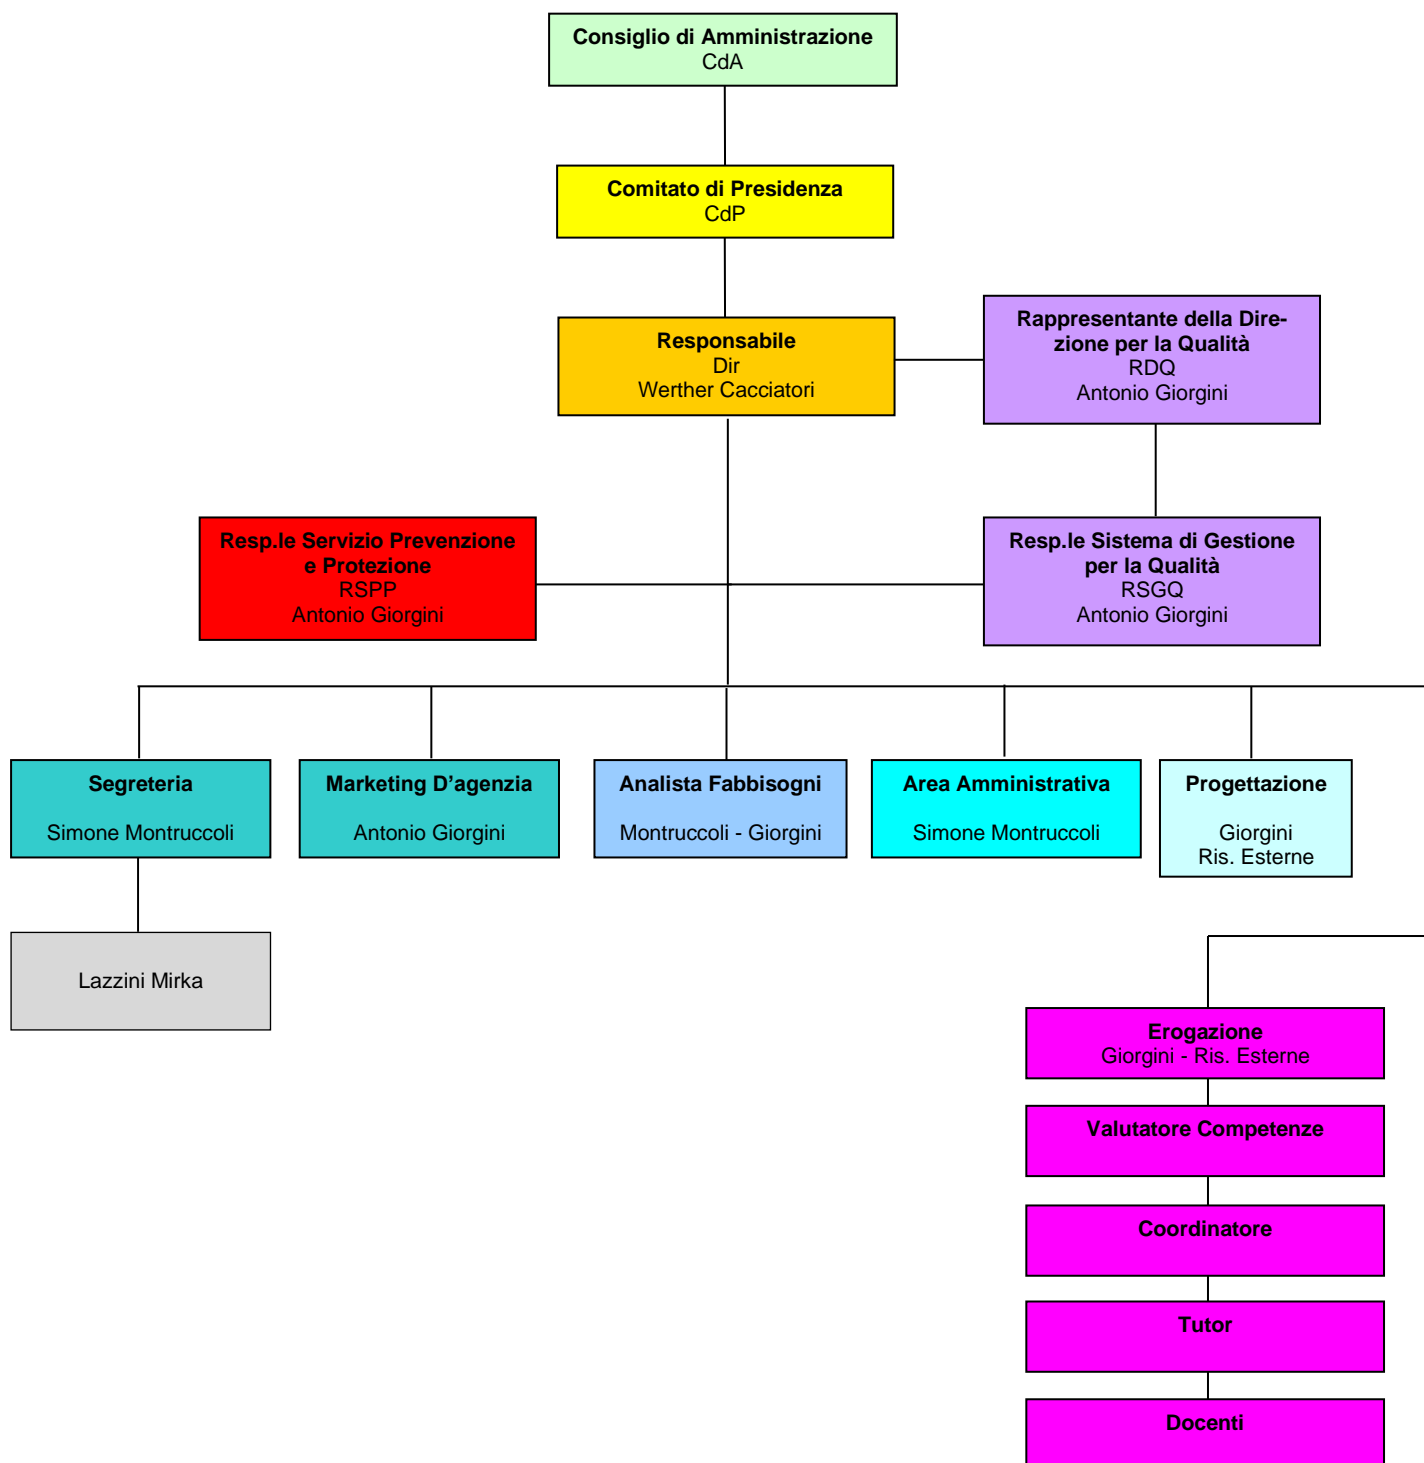 Consiglio di Amministrazione
CdA
Comitato di Presidenza
CdP
Responsabile
Dir
Werther Cacciatori
Rappresentante della Dire-
zione per la Qualità
RDQ
Antonio Giorgini
Resp.le Servizio Prevenzione
e Protezione
RSPP
Antonio Giorgini
Resp.le Sistema di Gestione
per la Qualità
RSGQ
Antonio Giorgini
Segreteria
Simone Montruccoli
Marketing D'agenzia
Antonio Giorgini
Analista Fabbisogni
Montruccoli - Giorgini
Area Amministrativa
Simone Montruccoli
Progettazione
Giorgini
Ris. Esterne
Lazzini Mirka
Erogazione
Giorgini - Ris. Esterne
Valutatore Competenze
Coordinatore
Tutor
Docenti